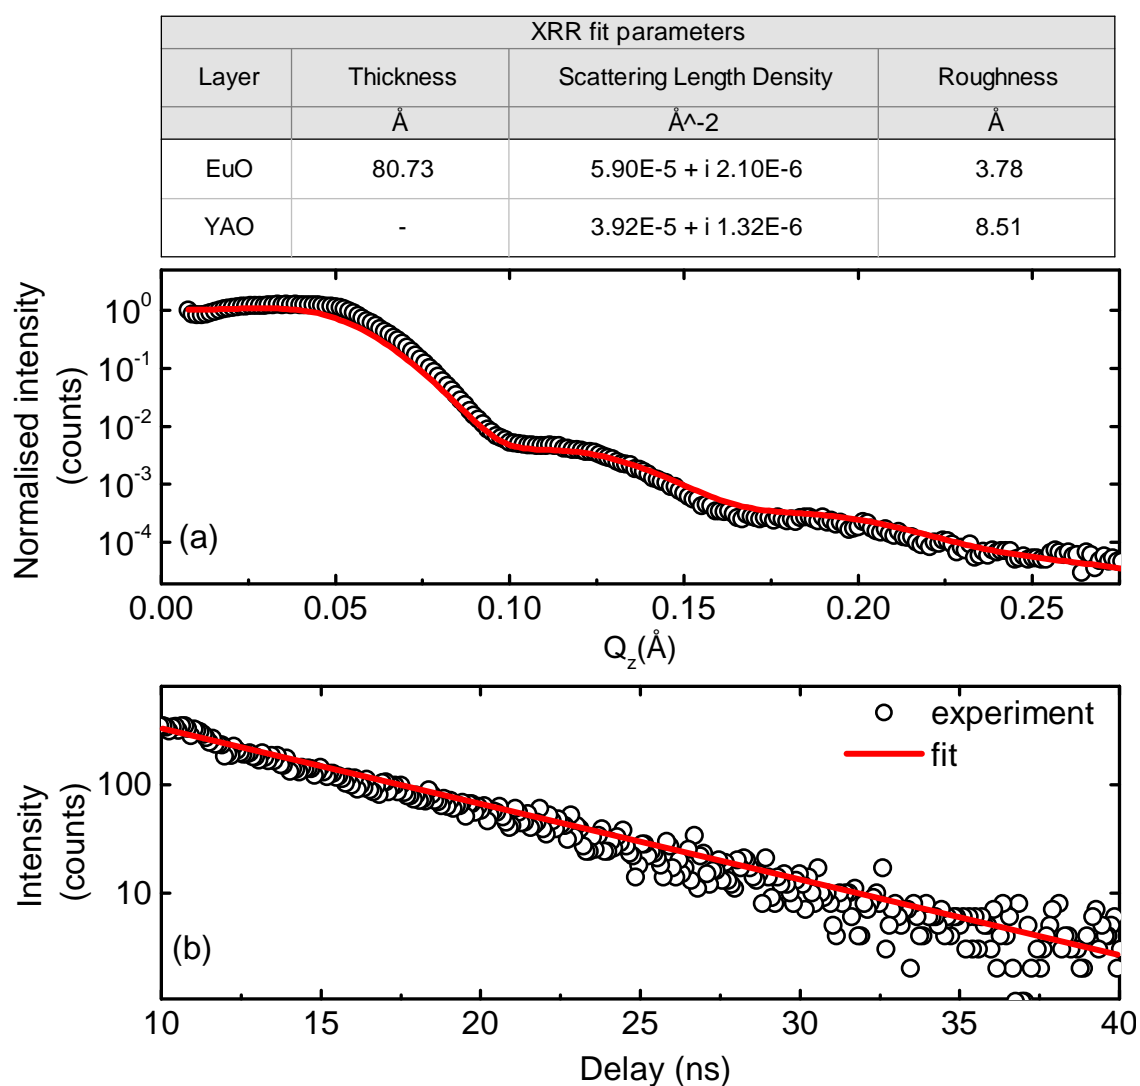 XRR fit parameters
Layer Thickness Scattering Length Density Roughness
Å Å^-2 Å
EuO 80.73 5.90E-5 + i 2.10E-6 3.78
YAO - 3.92E-5 + i 1.32E-6 8.51
Normalised intensity
(counts)
10^0
10^-1
10^-2
10^-3
10^-4
(a)
0.00 0.05 0.10 0.15 0.20 0.25
Q_z(Å)
Intensity
(counts)
100
10
experiment
fit
(b)
10 15 20 25 30 35 40
Delay (ns)